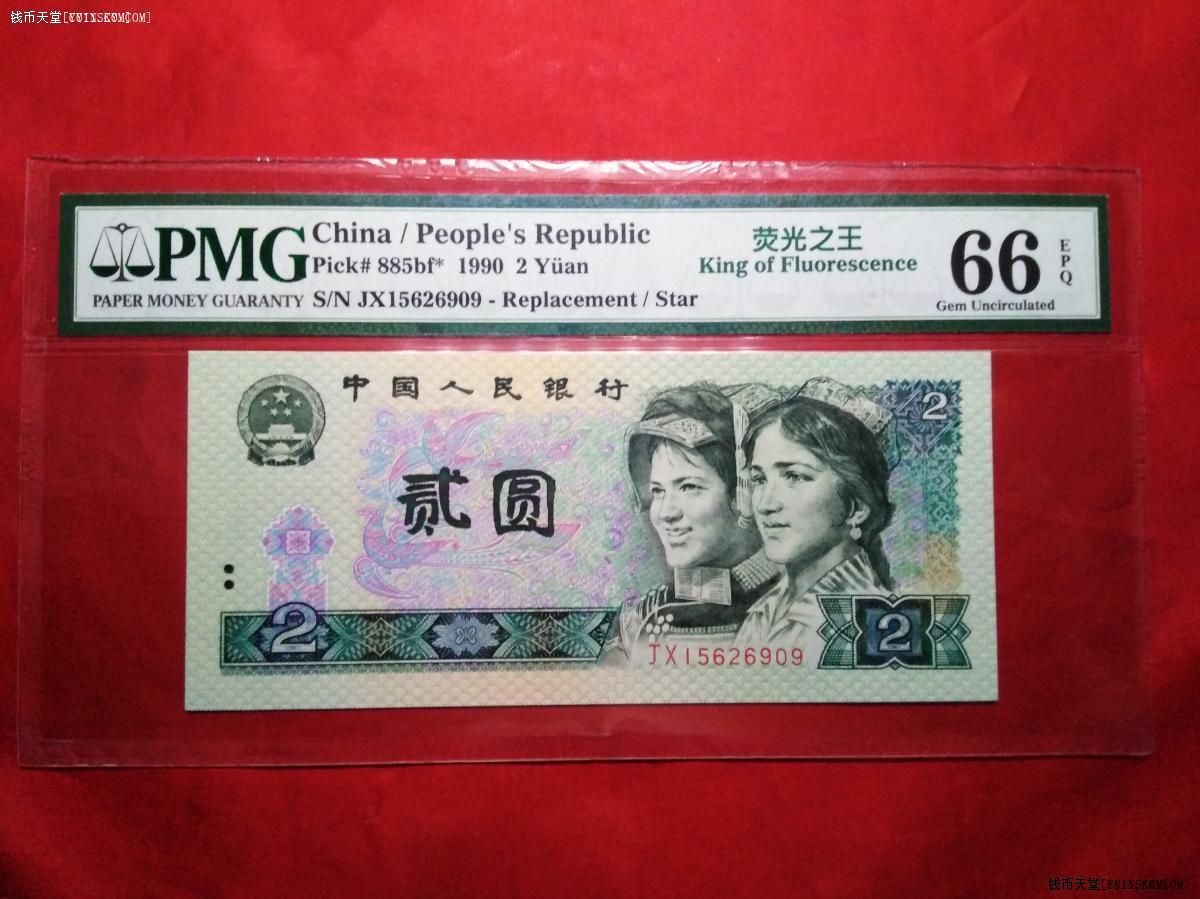 钱币天堂
PMG
PAPER MONEY GUARANTY
China / People's Republic
Pick# 885bf* 1990 2 Yüan
S/N JX15626909 - Replacement / Star
荧光之王
King of Fluorescence
66
EPQ
Gem Uncirculated
中国人民银行
2
贰圆
2
2
JX15626909
钱币天堂